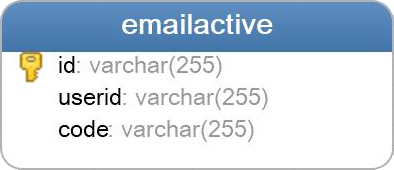 emailactive
id: varchar(255)
userid: varchar(255)
code: varchar(255)